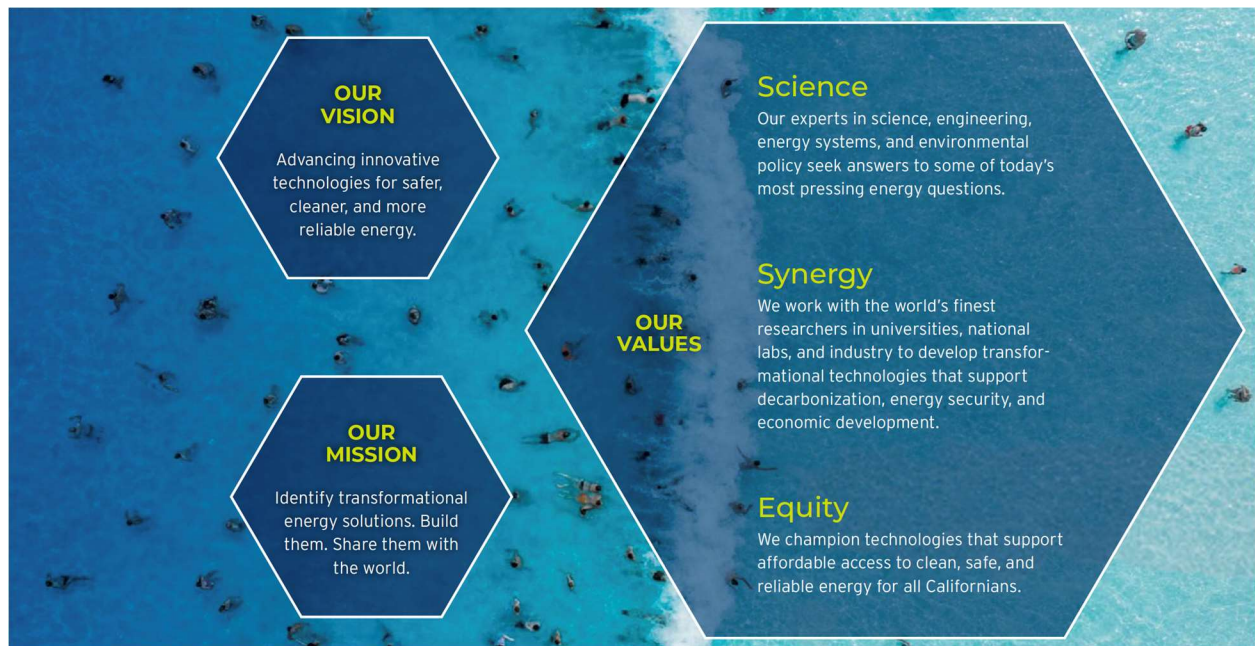 OUR
VISION
Advancing innovative
technologies for safer,
cleaner, and more
reliable energy.
OUR
MISSION
Identify transformational
energy solutions. Build
them. Share them with
the world.
OUR
VALUES
Science
Our experts in science, engineering,
energy systems, and environmental
policy seek answers to some of today’s
most pressing energy questions.
Synergy
We work with the world’s finest
researchers in universities, national
labs, and industry to develop transfor-
mational technologies that support
decarbonization, energy security, and
economic development.
Equity
We champion technologies that support
affordable access to clean, safe, and
reliable energy for all Californians.